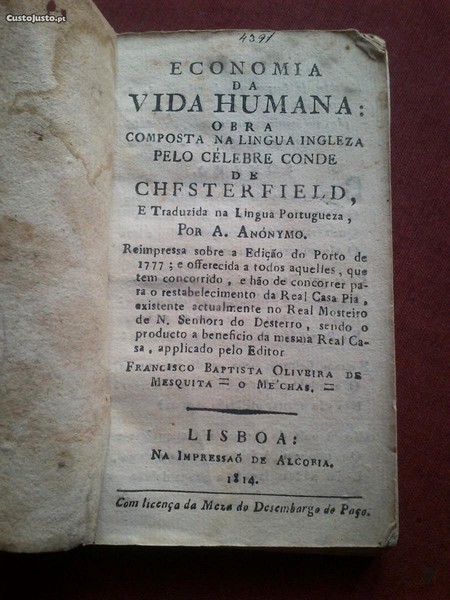 CustoJusto.pt
4391
ECONOMIA
DA
VIDA HUMANA:
OBRA
COMPOSTA NA LINGUA INGLEZA
PELO CÉLEBRE CONDE
DE
CHESTERFIELD,
E Traduzida na Lingua Portugueza,
POR A. ANÓNYMO.
Reimpressa sobre a Edição do Porto de
1777; e offerecida a todos aquelles, que
tem concorrido, e hão de concorrer pa-
ra o restabelecimento da Real Casa Pia,
existente actualmente no Real Mosteiro
de N. Senhora do Desterro, sendo o
producto a beneficio da mesma Real Ca-
sa, applicado pelo Editor
FRANCISCO BAPTISTA OLIVEIRA DE
MESQUITA = O ME'CHAS. =
LISBOA:
NA IMPRESSAÕ DE ALCOBIA.
1814.
Com licença da Meza do Desembargo do Paço.